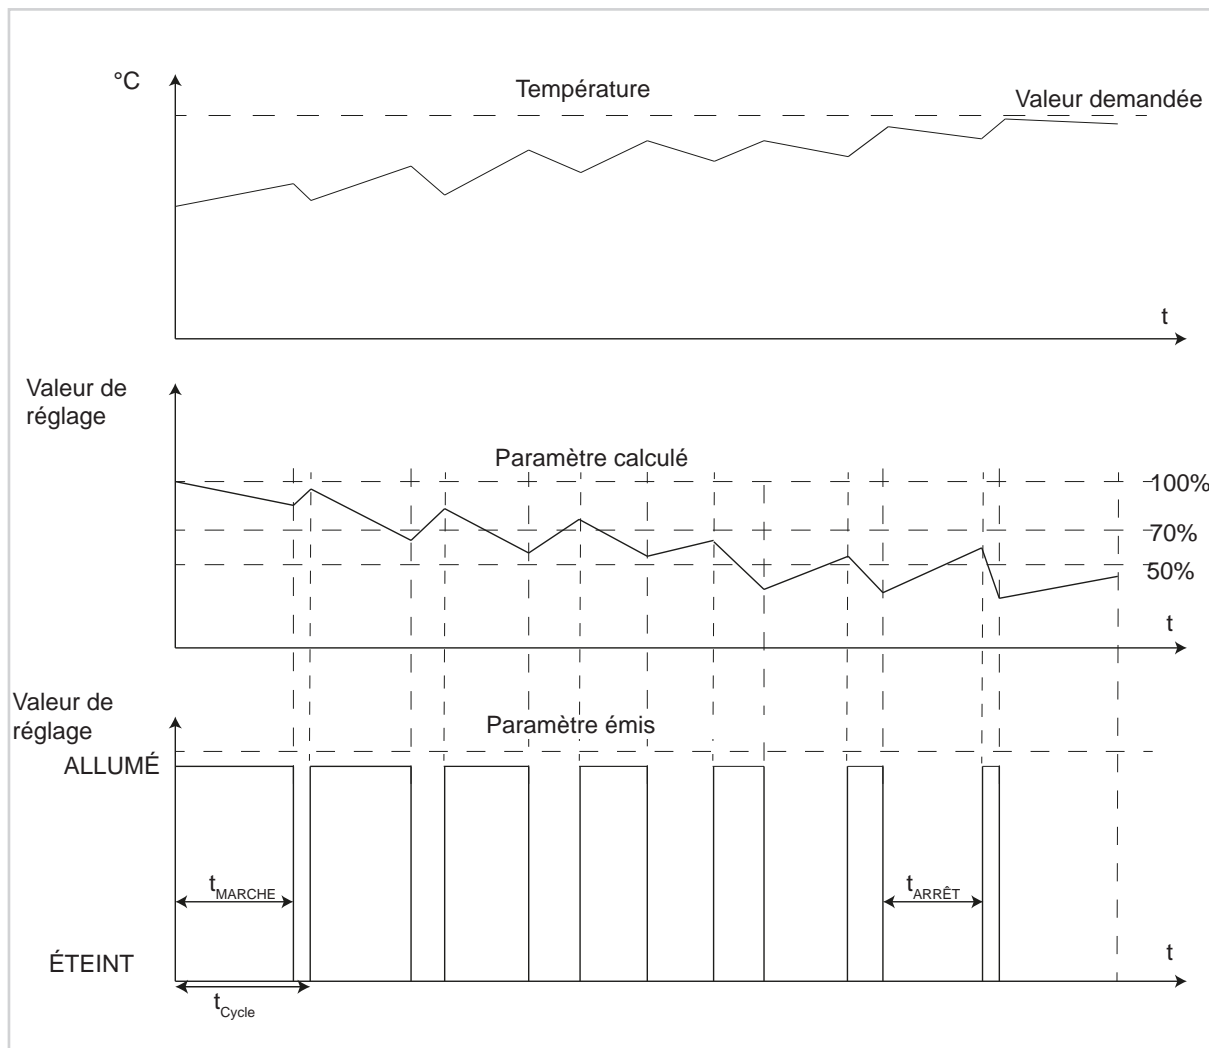 °C
Température
Valeur demandée
t
Valeur de
réglage
Paramètre calculé
100%
70%
50%
t
Valeur de
réglage
Paramètre émis
ALLUMÉ
tMARCHE
tARRÊT
ÉTEINT
t
tCycle